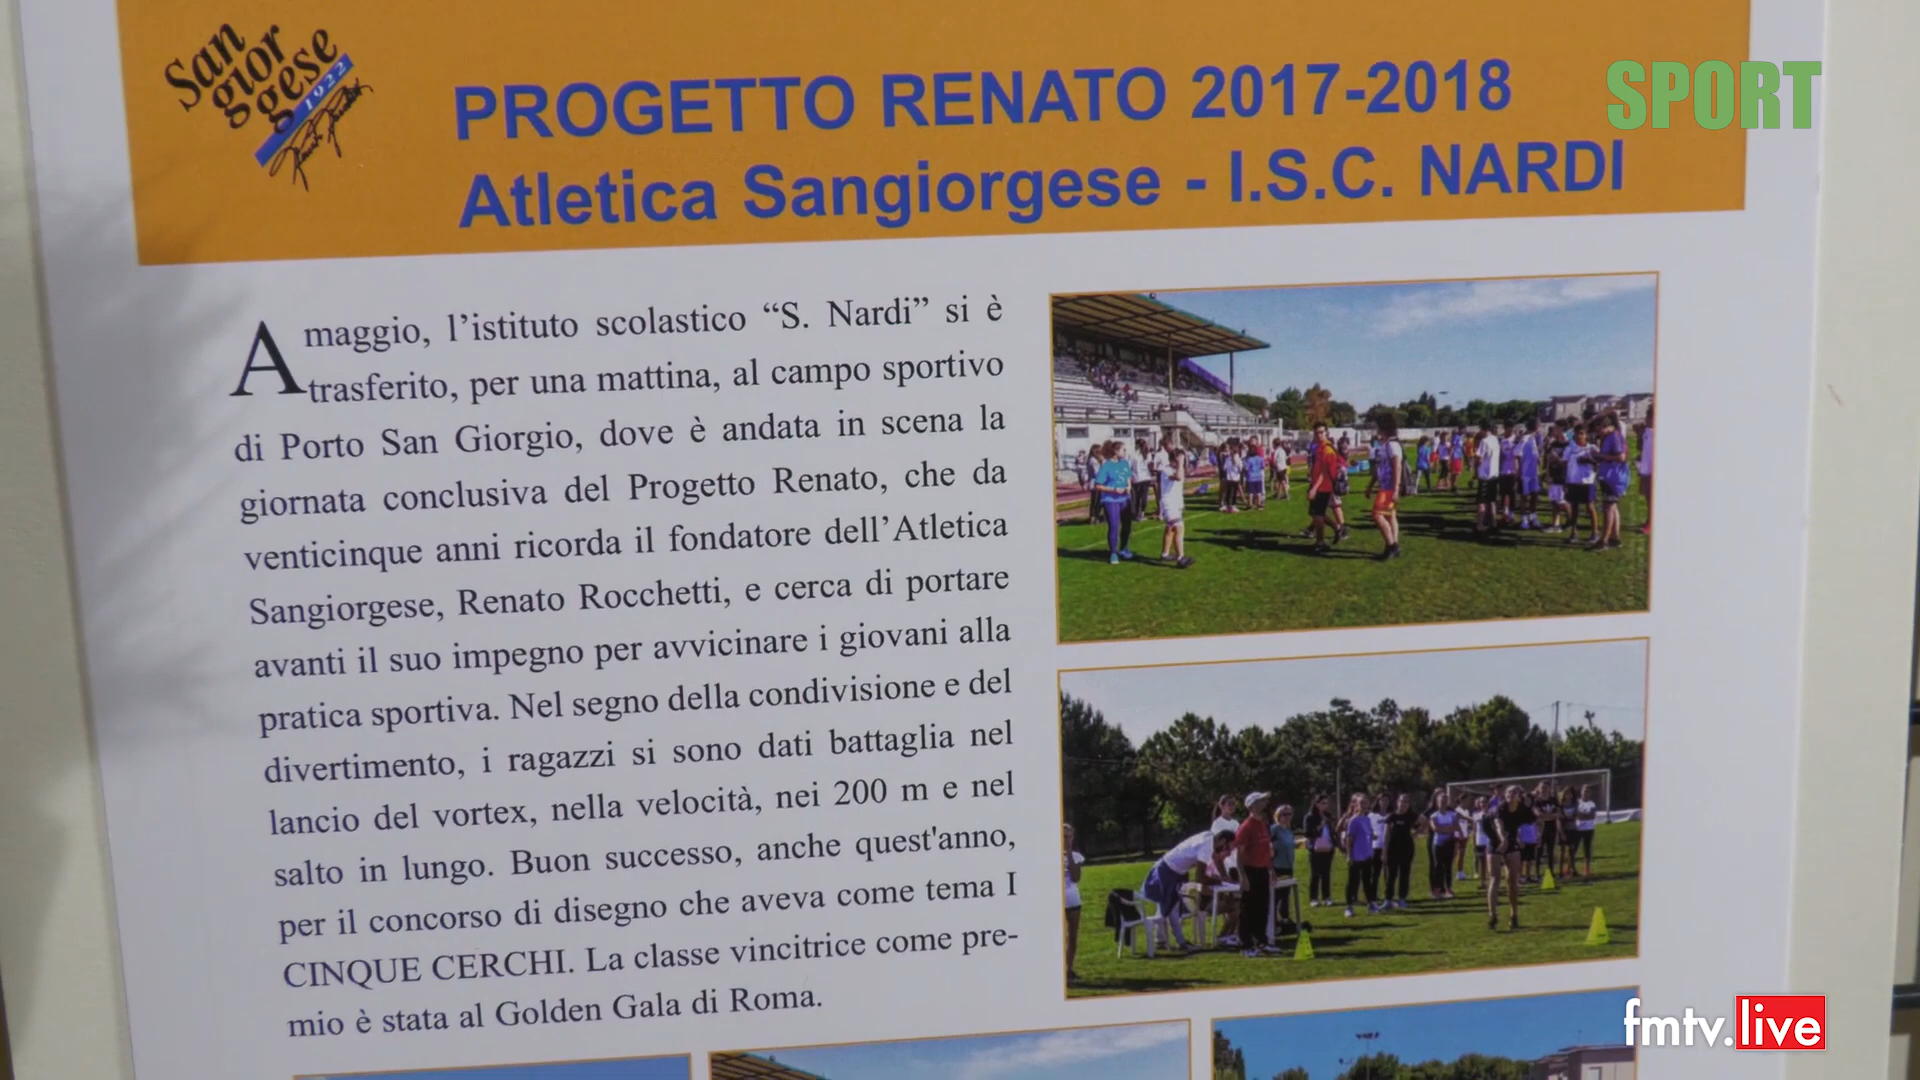 San
gior
gese
1922
PROGETTO RENATO 2017-2018
SPORT
Atletica Sangiorgese - I.S.C. NARDI
A maggio, l’istituto scolastico “S. Nardi” si è
trasferito, per una mattina, al campo sportivo
di Porto San Giorgio, dove è andata in scena la
giornata conclusiva del Progetto Renato, che da
venticinque anni ricorda il fondatore dell’Atletica
Sangiorgese, Renato Rocchetti, e cerca di portare
avanti il suo impegno per avvicinare i giovani alla
pratica sportiva. Nel segno della condivisione e del
divertimento, i ragazzi si sono dati battaglia nel
lancio del vortex, nella velocità, nei 200 m e nel
salto in lungo. Buon successo, anche quest'anno,
per il concorso di disegno che aveva come tema I
CINQUE CERCHI. La classe vincitrice come pre-
mio è stata al Golden Gala di Roma.
fmtv.live